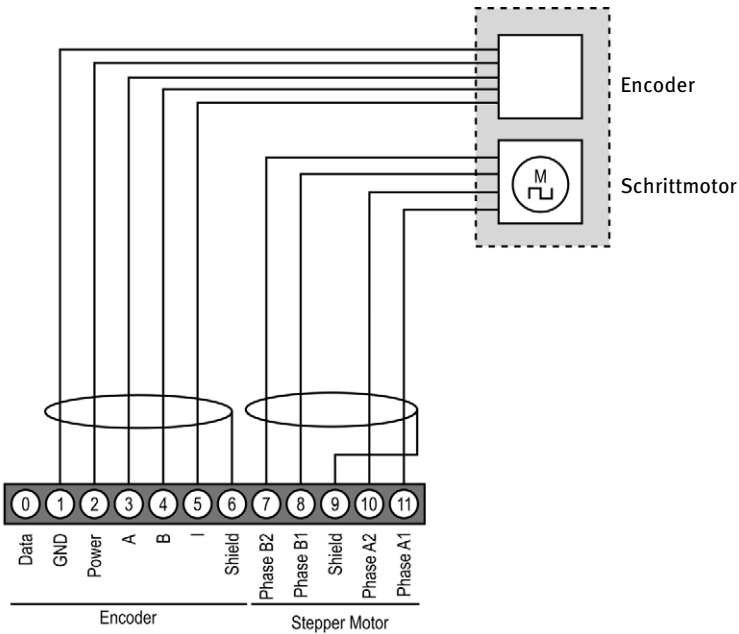 Encoder
M
Schrittmotor
0 1 2 3 4 5 6 7 8 9 10 11
Data
GND
Power
A
B
I
Shield
Phase B2
Phase B1
Shield
Phase A2
Phase A1
Encoder
Stepper Motor